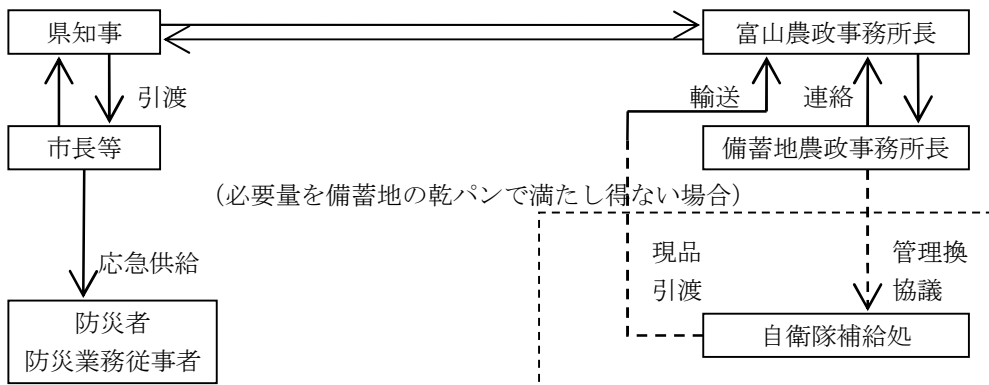 県知事
富山農政事務所長
引渡
輸送
連絡
市長等
備蓄地農政事務所長
（必要量を備蓄地の乾パンで満たし得ない場合）
応急供給
現品
引渡
管理換
協議
防災者
防災業務従事者
自衛隊補給処